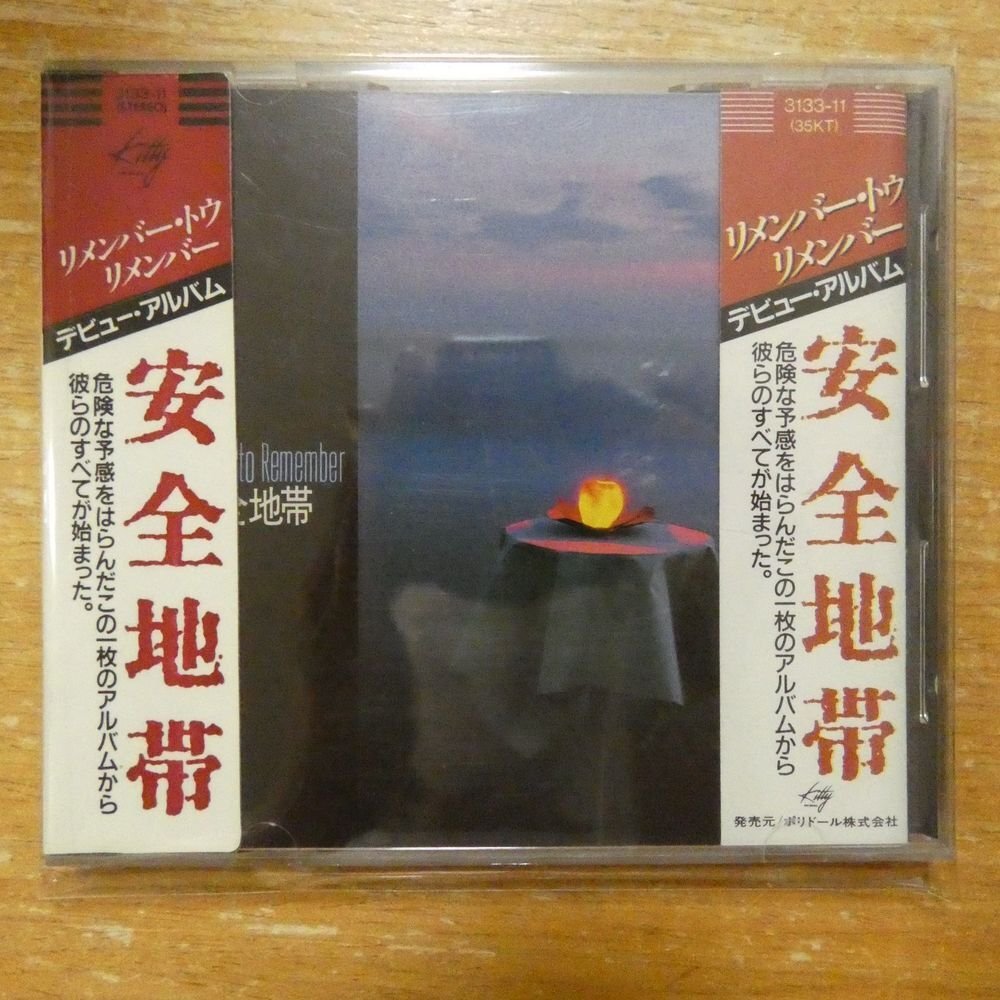 3133-11
(STEREO)
Kitty
リメンバー・トゥ
リメンバー
デビュー・アルバム
安全地帯
危険な予感をはらんだこの一枚のアルバムから
彼らのすべてが始まった。
to Remember
全地帯
3133-11
(35KT)
リメンバー・トゥ
リメンバー
デビュー・アルバム
安全地帯
危険な予感をはらんだこの一枚のアルバムから
彼らのすべてが始まった。
Kitty
発売元/ポリドール株式会社